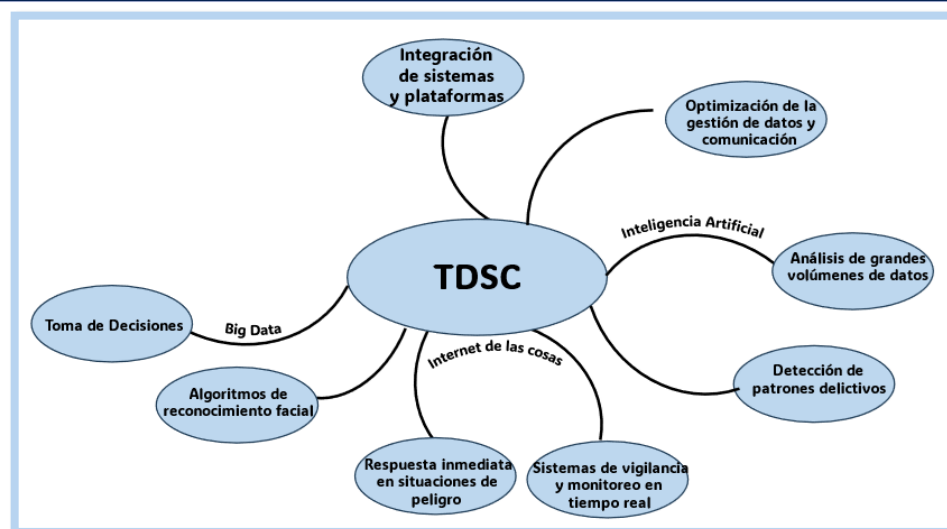 Integración
de sistemas
y plataformas
Optimización de la
gestión de datos y
comunicación
Inteligencia Artificial
Análisis de grandes
volúmenes de datos
TDSC
Toma de Decisiones
Big Data
Internet de las cosas
Detección de
patrones delictivos
Algoritmos de
reconocimiento facial
Respuesta inmediata
en situaciones de
peligro
Sistemas de vigilancia
y monitoreo en
tiempo real